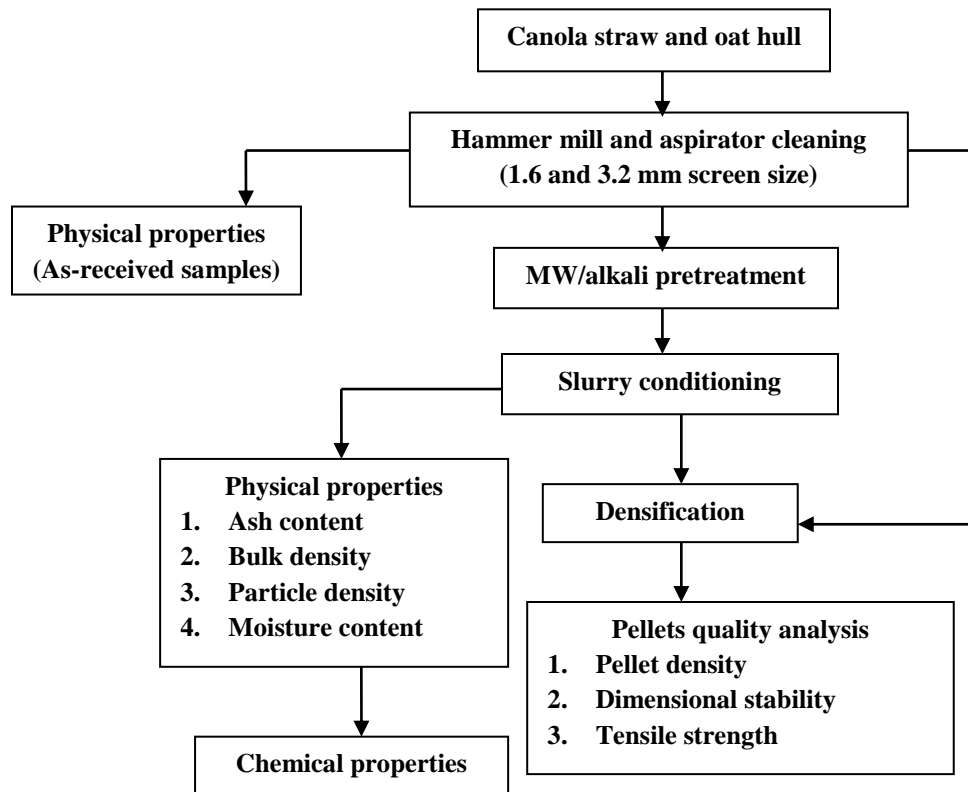 Canola straw and oat hull
Hammer mill and aspirator cleaning
(1.6 and 3.2 mm screen size)
Physical properties
(As-received samples)
MW/alkali pretreatment
Slurry conditioning
Physical properties
1. Ash content
2. Bulk density
3. Particle density
4. Moisture content
Densification
Pellets quality analysis
1. Pellet density
2. Dimensional stability
3. Tensile strength
Chemical properties